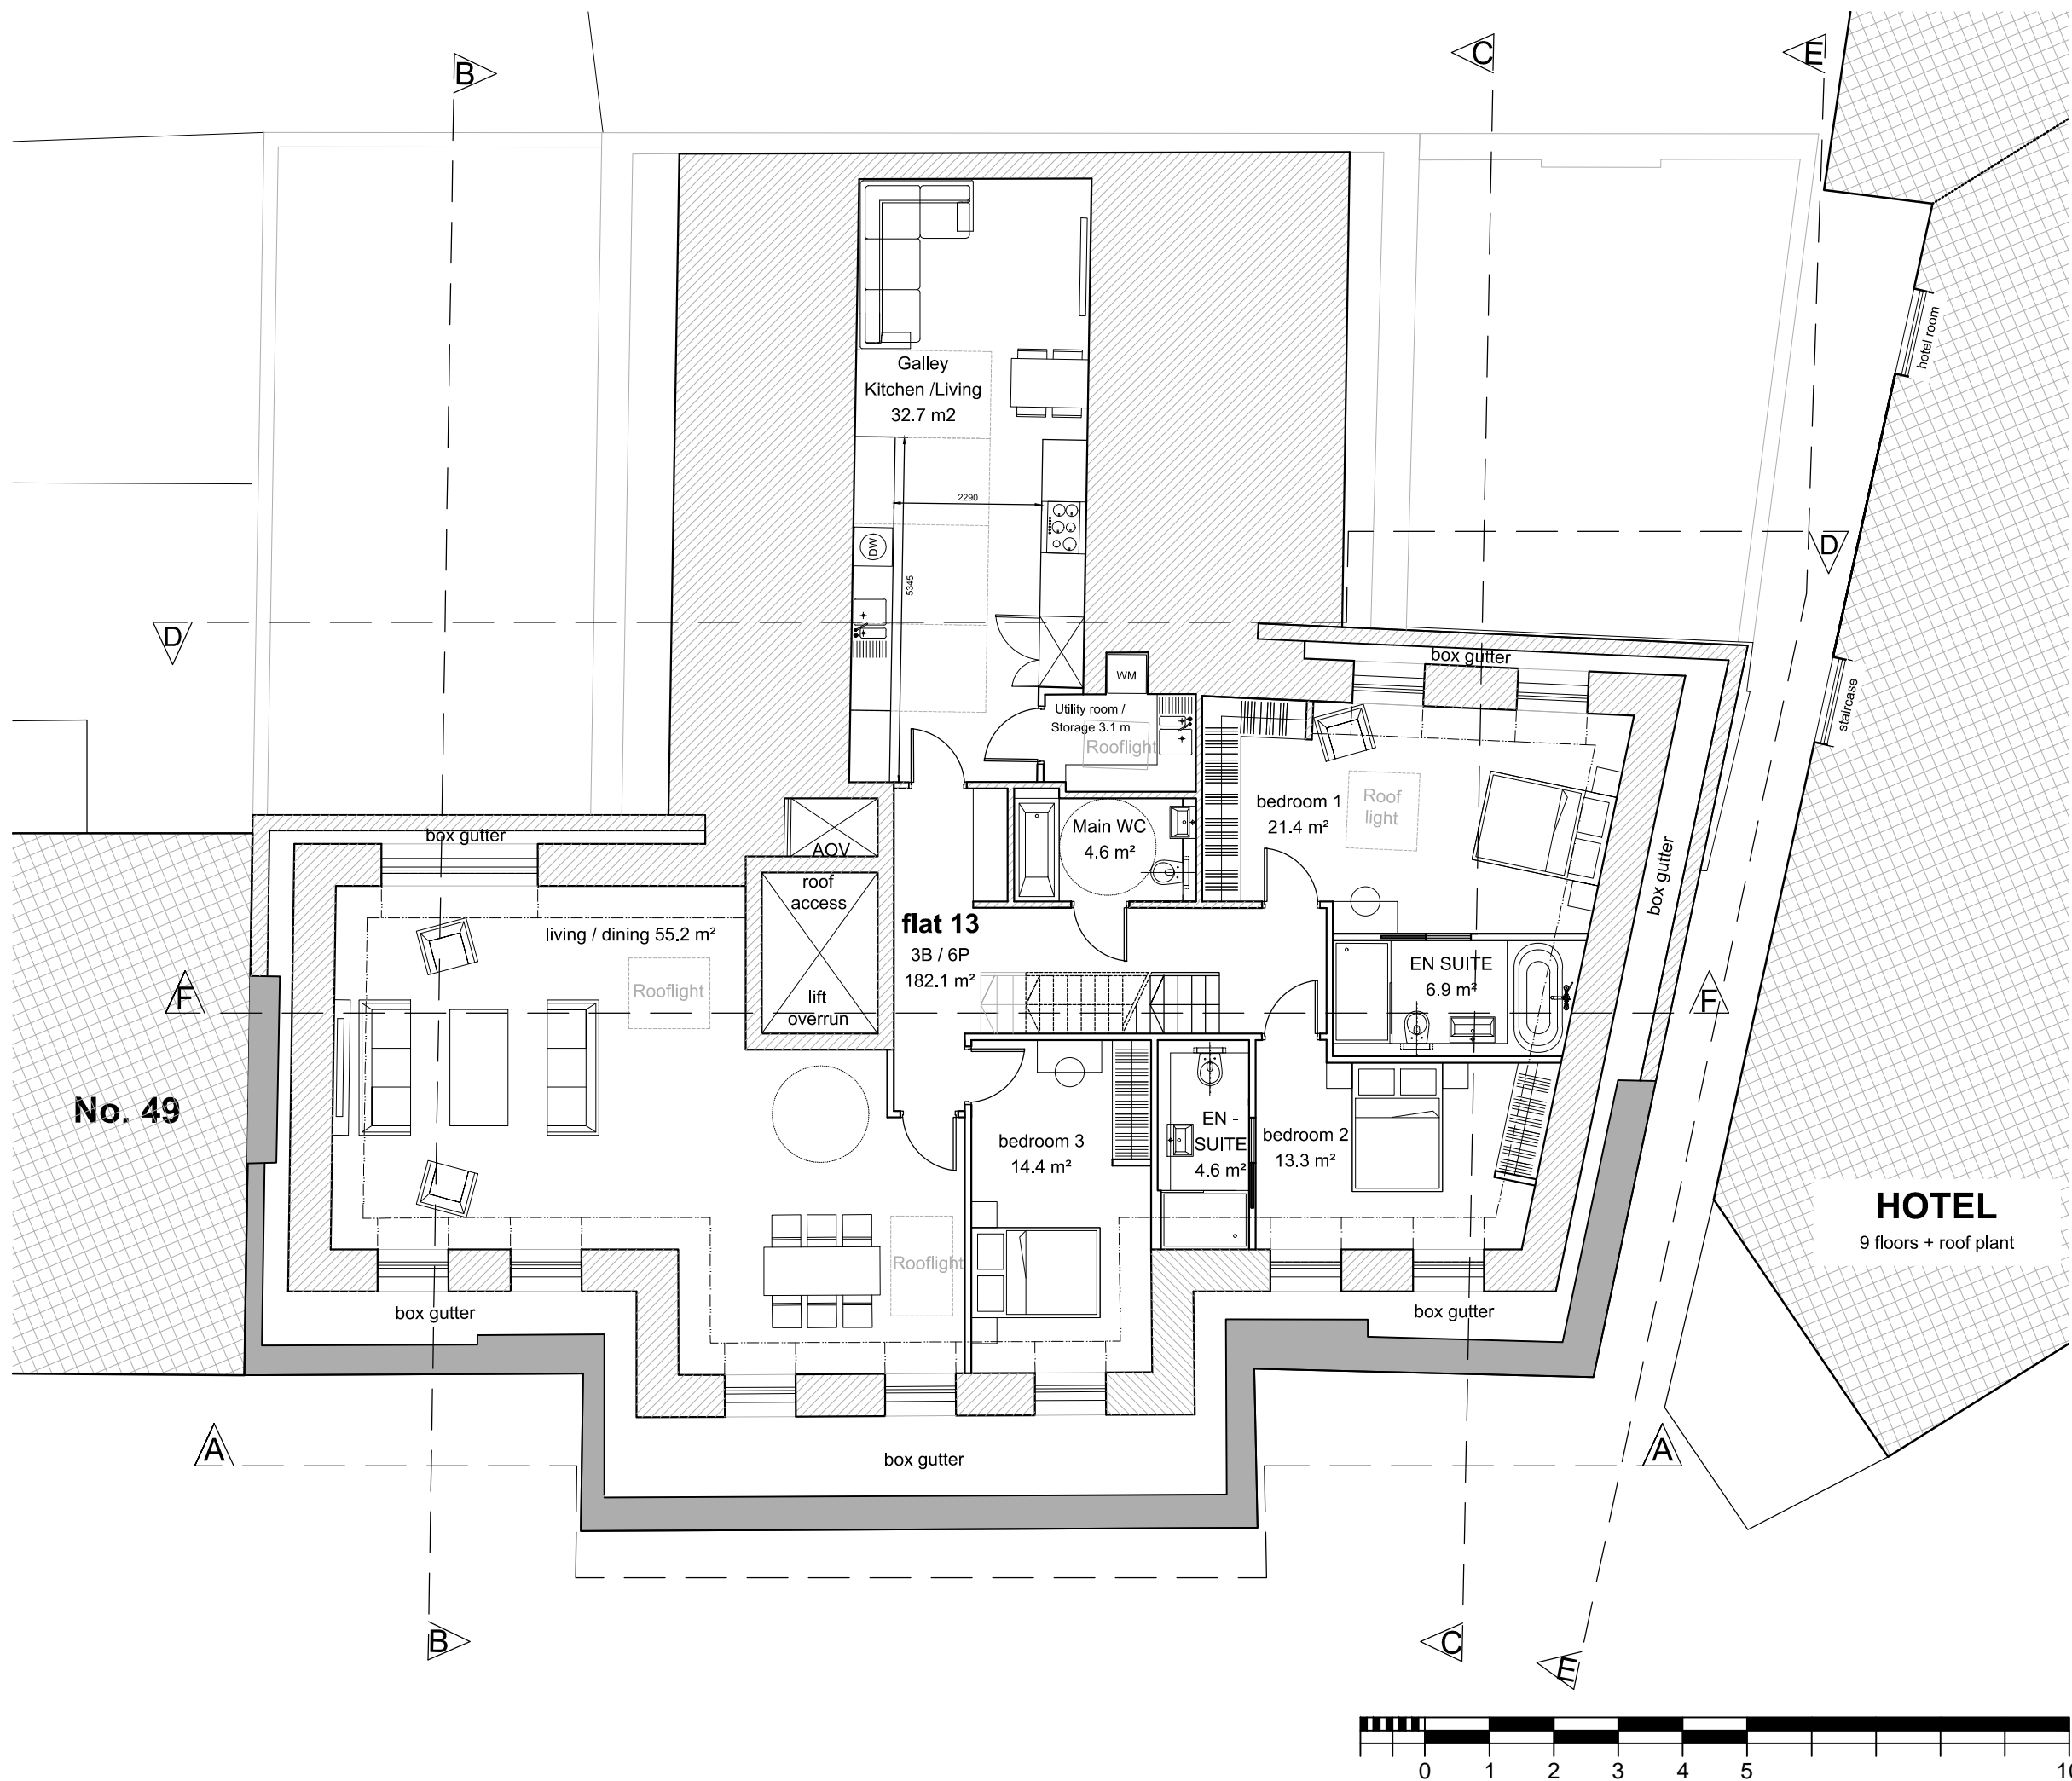 B
C
E
hotel room
Galley
Kitchen /Living
32.7 m2
2290
DW
5345
D
D
box gutter
WM
staircase
Utility room /
Storage 3.1 m
Rooflight
bedroom 1
21.4 m²
Roof
light
Main WC
4.6 m²
box gutter
AOV
roof
access
box gutter
flat 13
3B / 6P
182.1 m²
living / dining 55.2 m²
Rooflight
lift
overrun
EN SUITE
6.9 m²
F
F
No. 49
bedroom 3
14.4 m²
EN -
SUITE
4.6 m²
bedroom 2
13.3 m²
HOTEL
9 floors + roof plant
Rooflight
box gutter
box gutter
A
box gutter
A
B
C
E
0 1 2 3 4 5